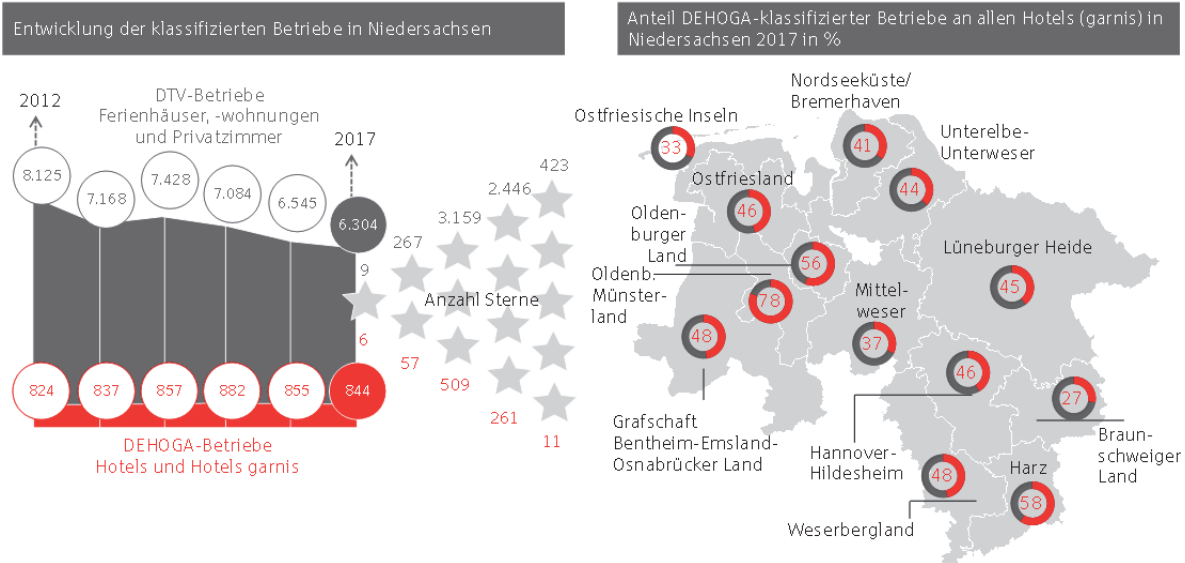 Entwicklung der klassifizierten Betriebe in Niedersachsen
2012
DTV-Betriebe
Ferienhäuser, -wohnungen
und Privatzimmer
2017
8.125
7.168
7.428
7.084
6.545
6.304
9
267
3.159
2.446
423
Anzahl Sterne
6
57
509
261
11
824
837
857
882
855
844
DEHOGA-Betriebe
Hotels und Hotels garnis
Anteil DEHOGA-klassifizierter Betriebe an allen Hotels (garnis) in
Niedersachsen 2017 in %
Nordseeküste/
Bremerhaven
41
Ostfriesische Inseln
33
Unterelbe-
Unterweser
44
Ostfriesland
46
Olden-
burger
Land
56
Oldenb.
Münster-
land
78
Lüneburger Heide
45
Mittel-
weser
37
48
Grafschaft
Bentheim-Emsland-
Osnabrücker Land
46
Hannover-
Hildesheim
27
Braun-
schweiger
Land
48
Weserbergland
Harz
58